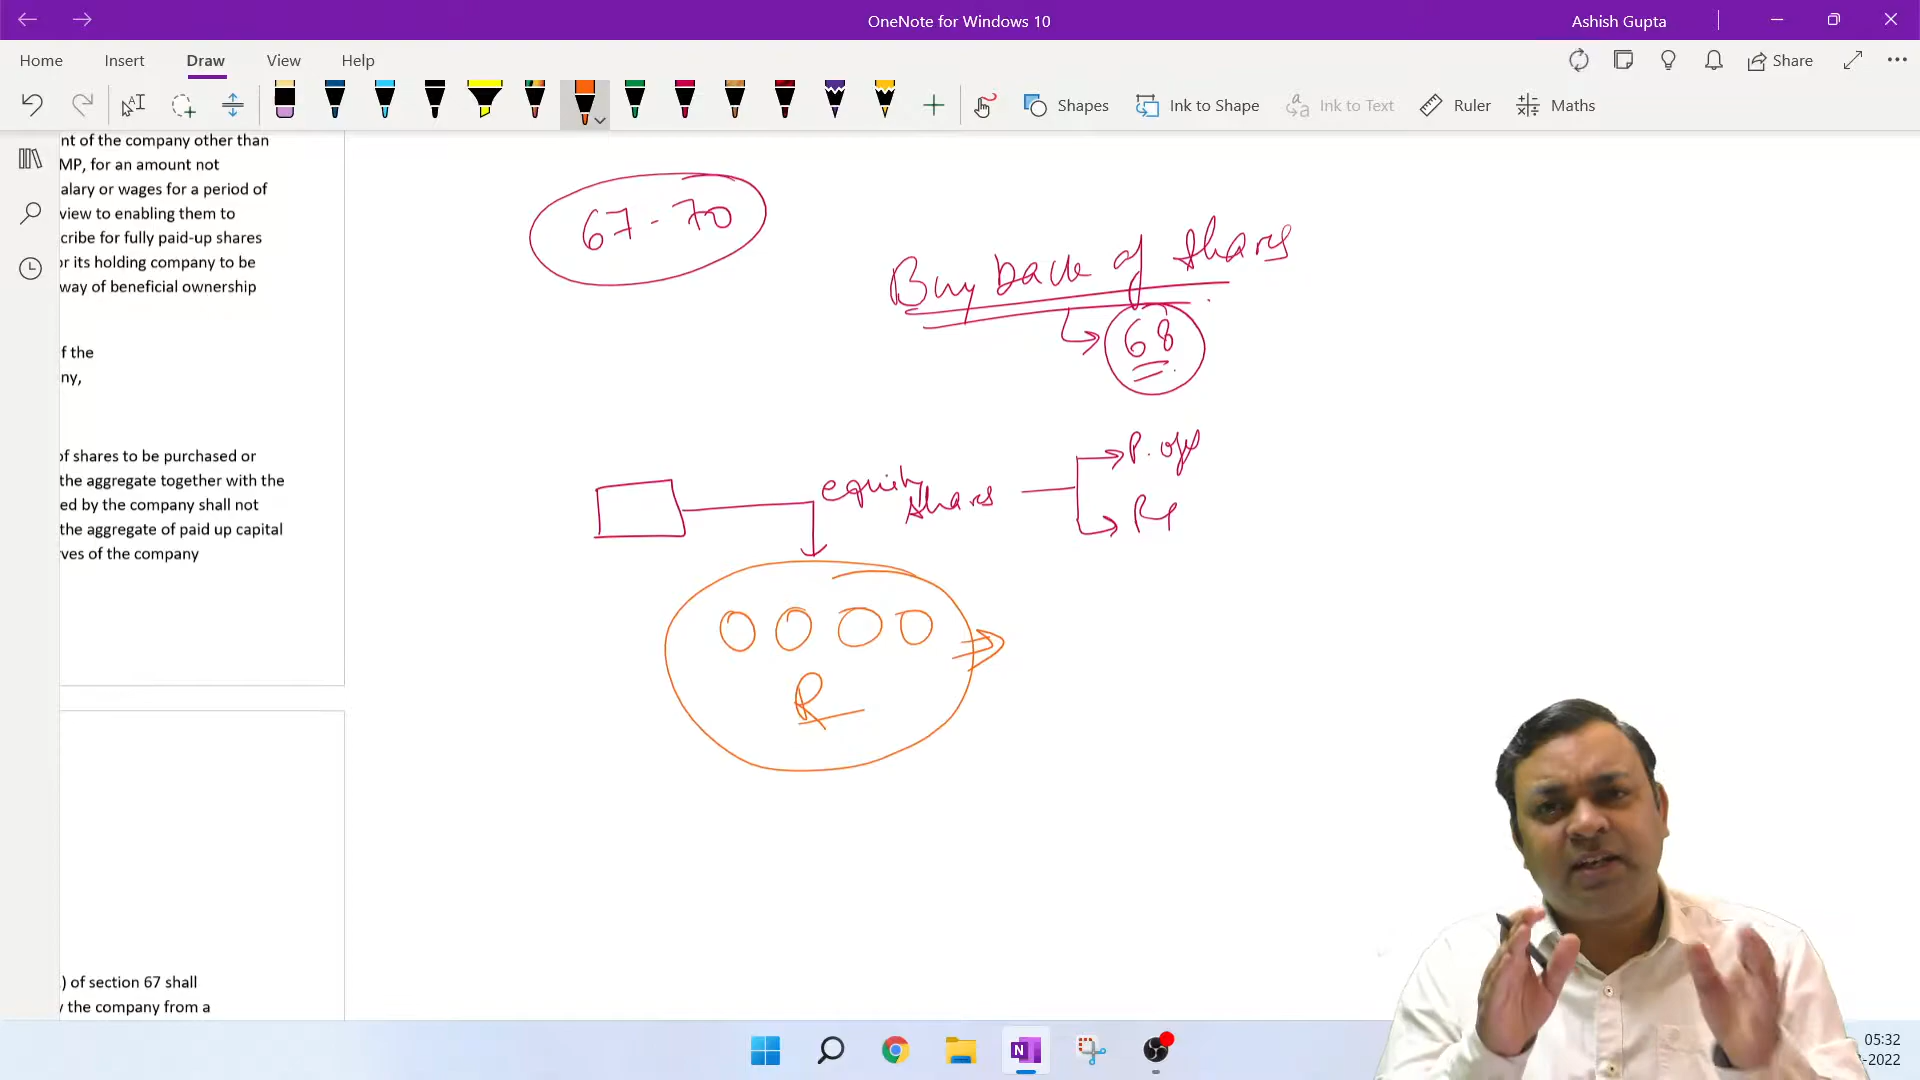 OneNote for Windows 10
Ashish Gupta
Home Insert Draw View Help
Share
Shapes Ink to Shape Ink to Text Ruler Maths
nt of the company other than
MP, for an amount not
alary or wages for a period of
view to enabling them to
cribe for fully paid-up shares
or its holding company to be
way of beneficial ownership
f the
ny,
of shares to be purchased or
the aggregate together with the
ed by the company shall not
the aggregate of paid up capital
rves of the company
) of section 67 shall
y the company from a
67-70
Buy back of shares
68
equity
shares
P.
R
05:32
-2022